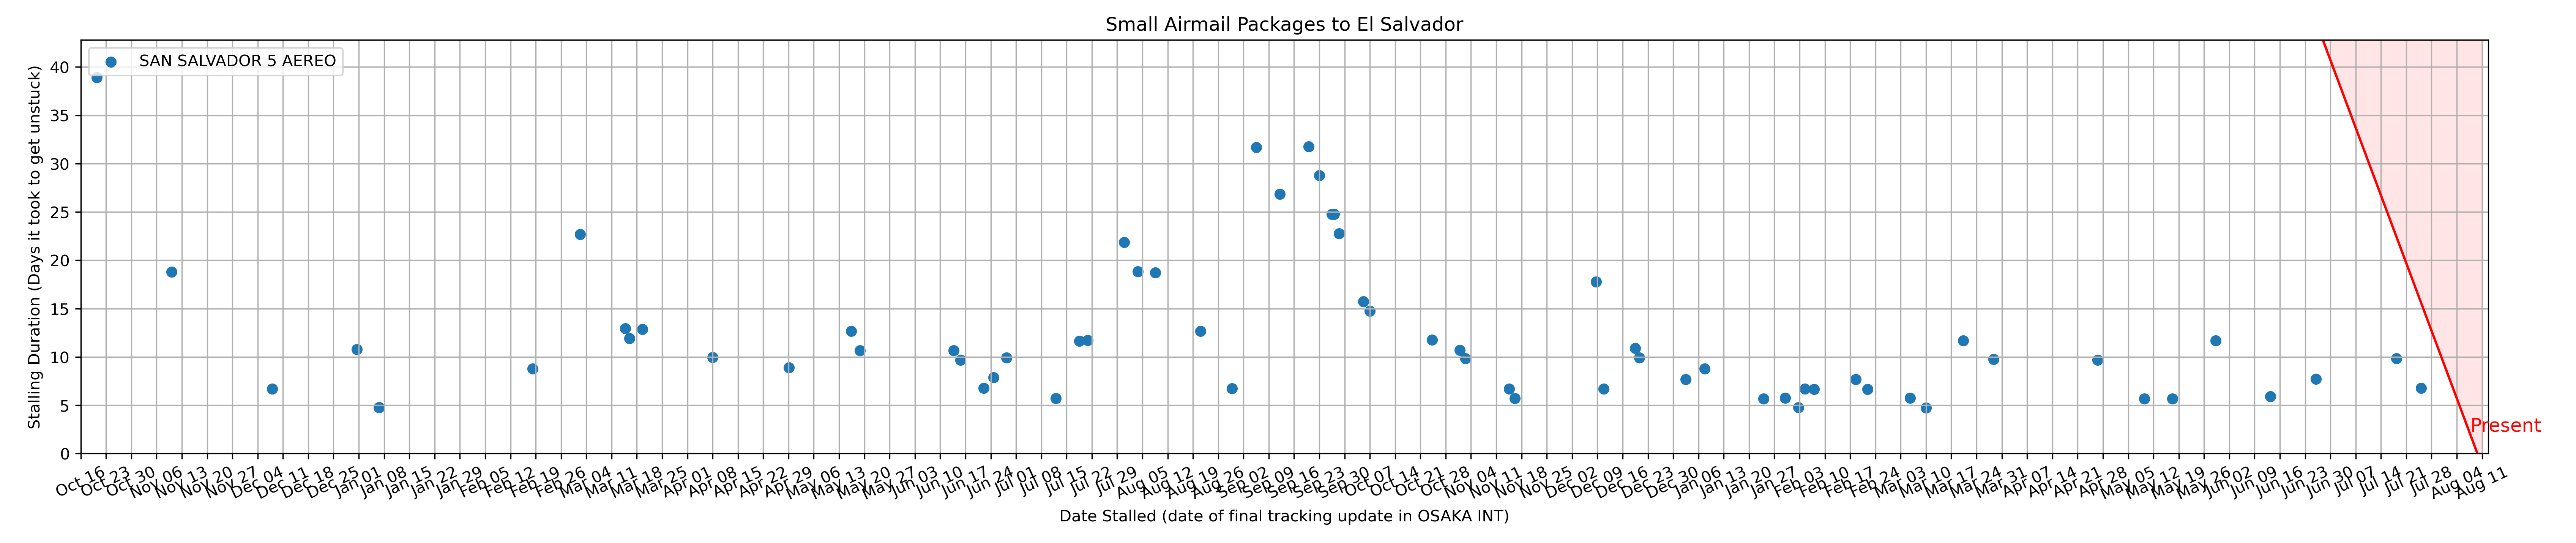 Small Airmail Packages to El Salvador
SAN SALVADOR 5 AEREO
Stalling Duration (Days it took to get unstuck)
40
35
30
25
20
15
10
5
0
Present
Oct 16 Oct 23 Oct 30 Nov 06 Nov 13 Nov 20 Nov 27 Dec 04 Dec 11 Dec 18 Dec 25 Jan 01 Jan 08 Jan 15 Jan 22 Jan 29 Feb 05 Feb 12 Feb 19 Feb 26 Mar 04 Mar 11 Mar 18 Mar 25 Apr 01 Apr 08 Apr 15 Apr 22 Apr 29 May 06 May 13 May 20 May 27 Jun 03 Jun 10 Jun 17 Jun 24 Jul 01 Jul 08 Jul 15 Jul 22 Jul 29 Aug 05 Aug 12 Aug 19 Aug 26 Sep 02 Sep 09 Sep 16 Sep 23 Sep 30 Oct 07 Oct 14 Oct 21 Oct 28 Nov 04 Nov 11 Nov 18 Nov 25 Dec 02 Dec 09 Dec 16 Dec 23 Dec 30 Jan 06 Jan 13 Jan 20 Jan 27 Feb 03 Feb 10 Feb 17 Feb 24 Mar 03 Mar 10 Mar 17 Mar 24 Mar 31 Apr 07 Apr 14 Apr 21 Apr 28 May 05 May 12 May 19 May 26 Jun 02 Jun 09 Jun 16 Jun 23 Jun 30 Jul 07 Jul 14 Jul 21 Jul 28 Aug 04 Aug 11
Date Stalled (date of final tracking update in OSAKA INT)